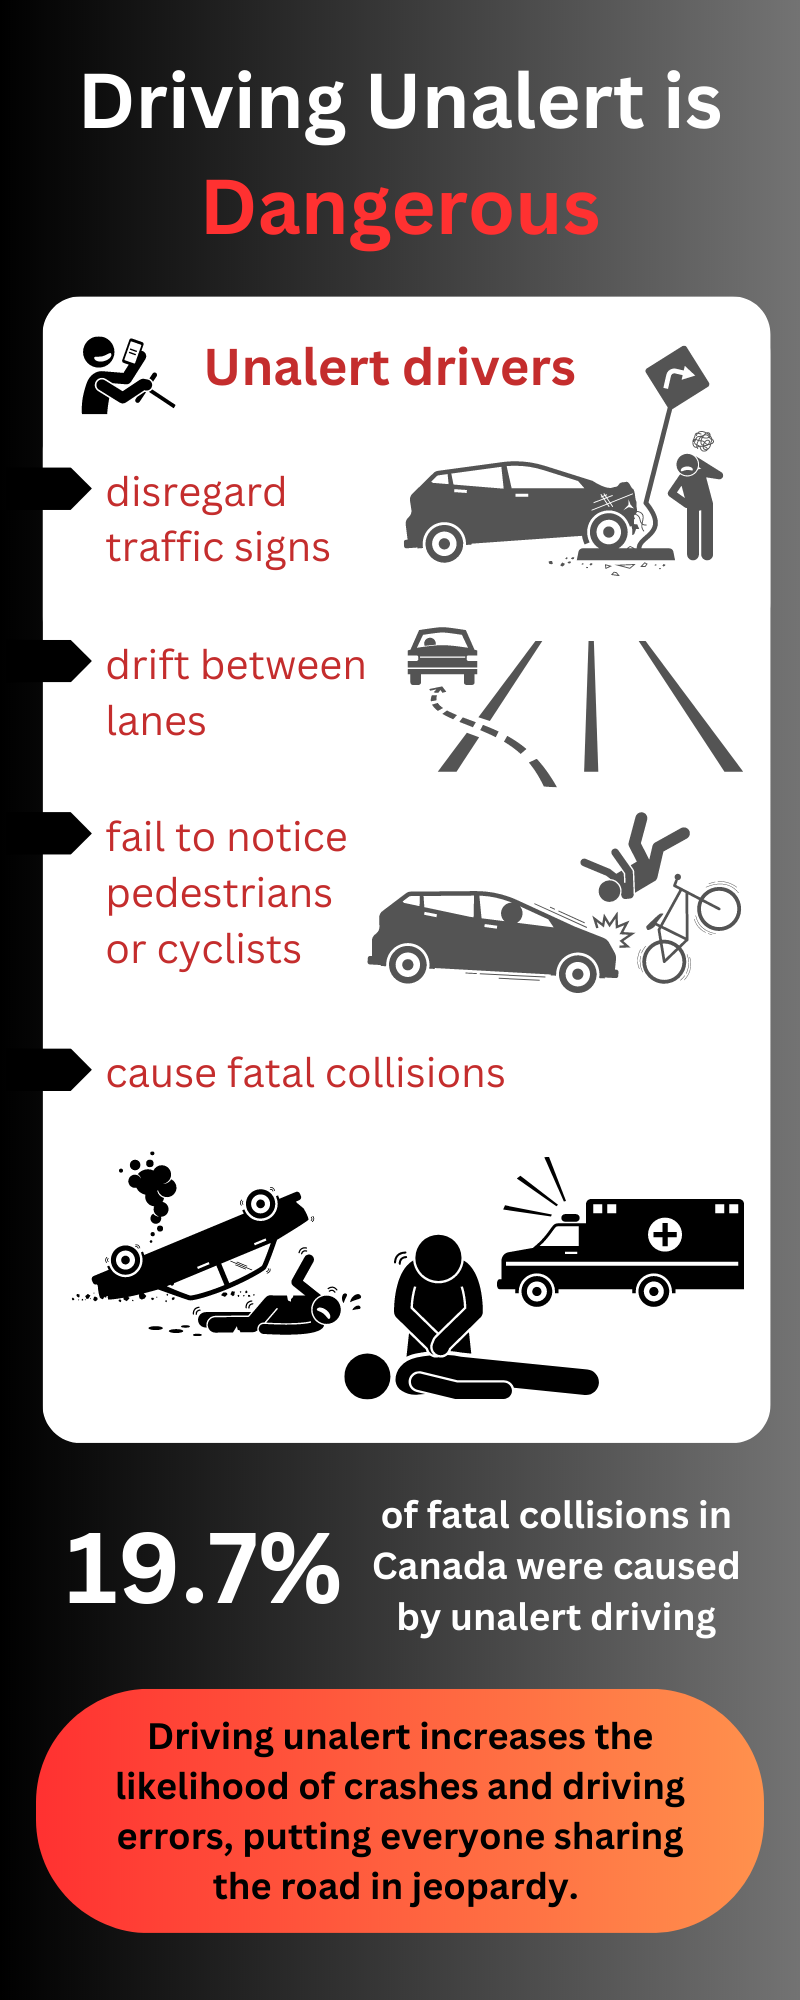 Driving Unalert is
Dangerous
Unalert drivers
disregard
traffic signs
drift between
lanes
fail to notice
pedestrians
or cyclists
cause fatal collisions
19.7%
of fatal collisions in
Canada were caused
by unalert driving
Driving unalert increases the
likelihood of crashes and driving
errors, putting everyone sharing
the road in jeopardy.